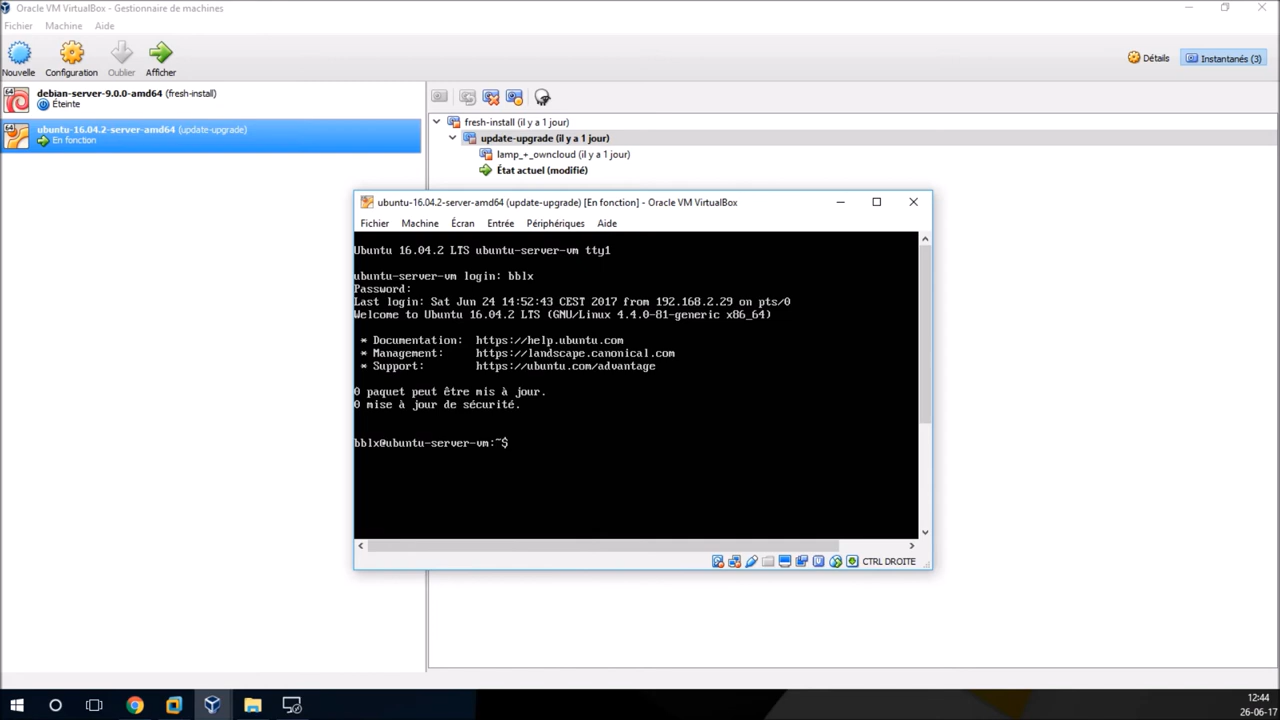 Oracle VM VirtualBox - Gestionnaire de machines
Fichier Machine Aide
Nouvelle Configuration Oublier Afficher
Détails Instantanés (3)
64 debian-server-9.0.0-amd64 (fresh-install)
Éteinte
64 ubuntu-16.04.2-server-amd64 (update-upgrade)
En fonction
fresh-install (il y a 1 jour)
update-upgrade (il y a 1 jour)
lamp_+_owncloud (il y a 1 jour)
État actuel (modifié)
ubuntu-16.04.2-server-amd64 (update-upgrade) [En fonction] - Oracle VM VirtualBox
Fichier Machine Écran Entrée Périphériques Aide
Ubuntu 16.04.2 LTS ubuntu-server-vm tty1
ubuntu-server-vm login: bblx
Password:
Last login: Sat Jun 24 14:52:43 CEST 2017 from 192.168.2.29 on pts/0
Welcome to Ubuntu 16.04.2 LTS (GNU/Linux 4.4.0-81-generic x86_64)
* Documentation: https://help.ubuntu.com
* Management: https://landscape.canonical.com
* Support: https://ubuntu.com/advantage
0 paquet peut être mis à jour.
0 mise à jour de sécurité.
bblx@ubuntu-server-vm:~$
CTRL DROITE
12:44
26-06-17